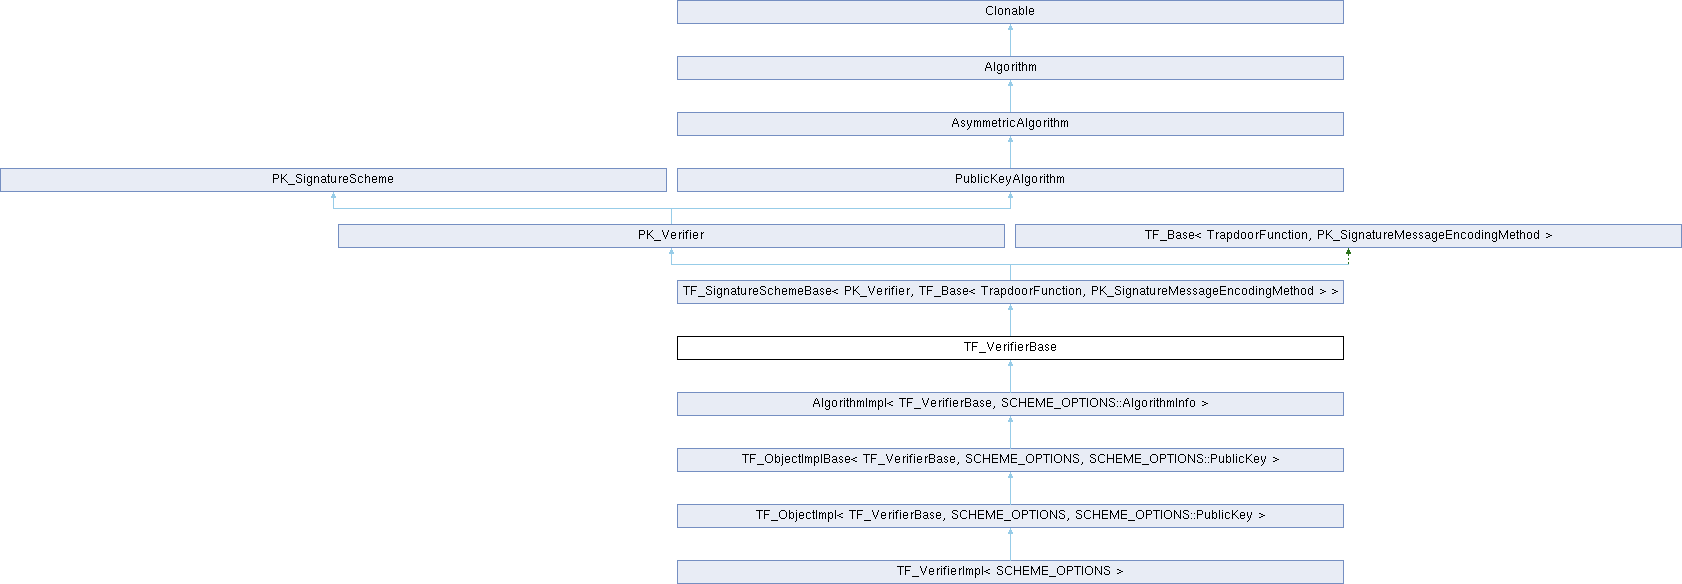 Clonable
Algorithm
AsymmetricAlgorithm
PK_SignatureScheme
PublicKeyAlgorithm
PK_Verifier
TF_Base< TrapdoorFunction, PK_SignatureMessageEncodingMethod >
TF_SignatureSchemeBase< PK_Verifier, TF_Base< TrapdoorFunction, PK_SignatureMessageEncodingMethod > >
TF_VerifierBase
AlgorithmImpl< TF_VerifierBase, SCHEME_OPTIONS::AlgorithmInfo >
TF_ObjectImplBase< TF_VerifierBase, SCHEME_OPTIONS, SCHEME_OPTIONS::PublicKey >
TF_ObjectImpl< TF_VerifierBase, SCHEME_OPTIONS, SCHEME_OPTIONS::PublicKey >
TF_VerifierImpl< SCHEME_OPTIONS >